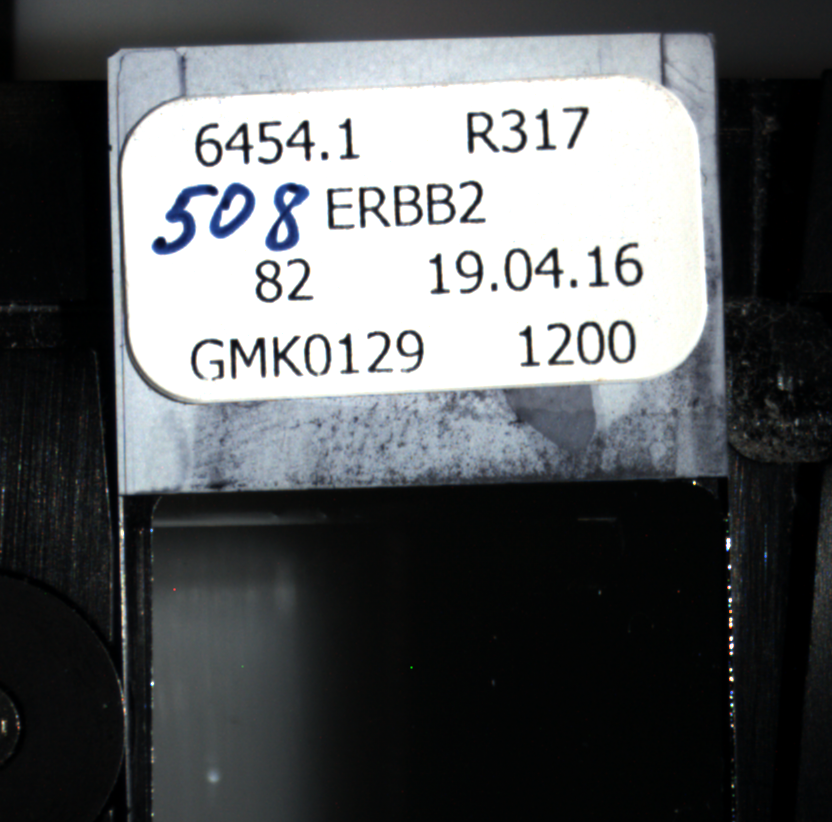 6454.1 R317
508 ERBB2
82 19.04.16
GMK0129 1200